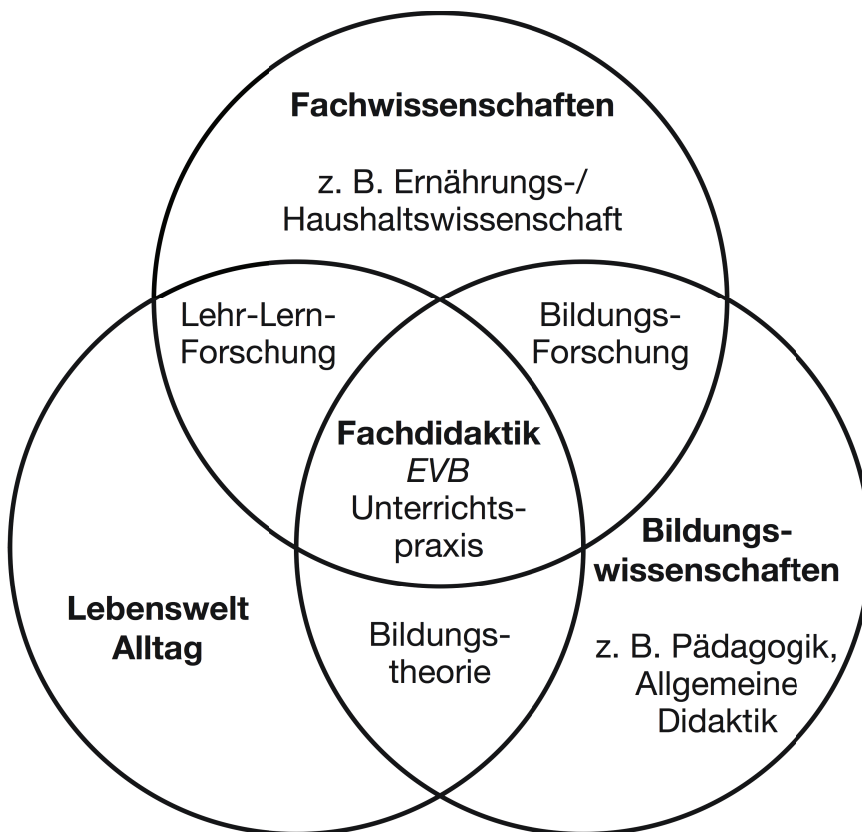 Fachwissenschaften
z. B. Ernährungs-/
Haushaltswissenschaft
Lehr-Lern-
Forschung
Bildungs-
Forschung
Fachdidaktik
EVB
Unterrichts-
praxis
Bildungs-
wissenschaften
z. B. Pädagogik,
Allgemeine
Didaktik
Lebenswelt
Alltag
Bildungs-
theorie